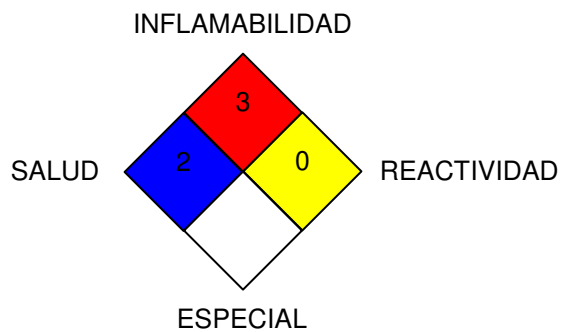 INFLAMABILIDAD
3
SALUD
2
0
REACTIVIDAD
ESPECIAL